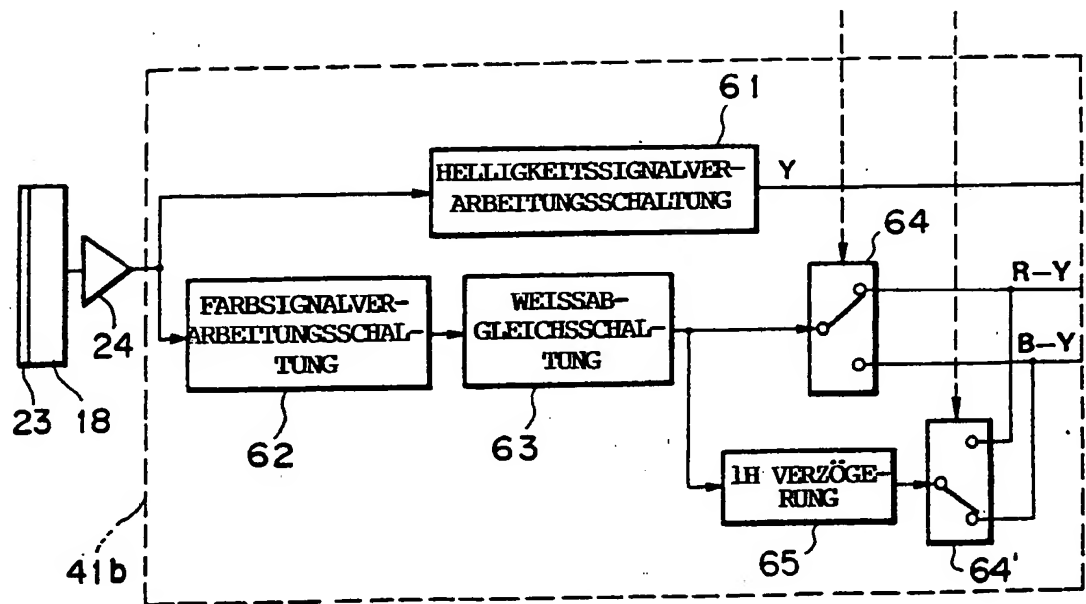 61
HELLIGKEITSSIGNALVER-
ARBEITUNGSSCHALTUNG
Y
64
R-Y
B-Y
FARBSIGNALVER-
ARBEITUNGSSCHAL-
TUNG
WEISSAB-
GLEICHSSCHAL-
TUNG
24
23
18
62
63
1H VERZÖGE-
RUNG
65
64'
41b